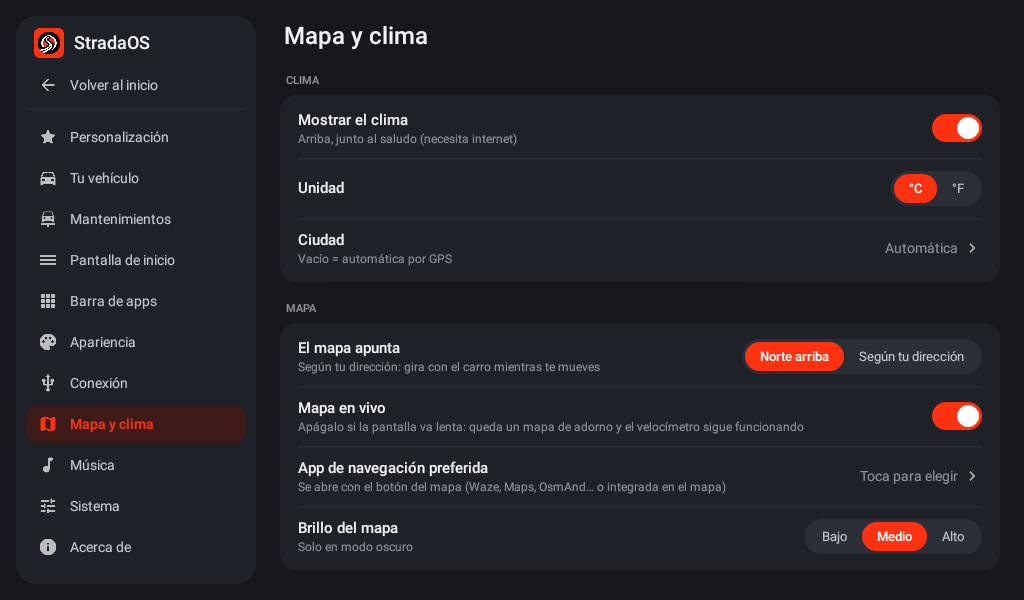 StradaOS
Volver al inicio
Personalización
Tu vehículo
Mantenimientos
Pantalla de inicio
Barra de apps
Apariencia
Conexión
Mapa y clima
Música
Sistema
Acerca de
Mapa y clima
CLIMA
Mostrar el clima
Arriba, junto al saludo (necesita internet)
Unidad
°C °F
Ciudad
Vacío = automática por GPS
Automática
MAPA
El mapa apunta
Según tu dirección: gira con el carro mientras te mueves
Norte arriba Según tu dirección
Mapa en vivo
Apágalo si la pantalla va lenta: queda un mapa de adorno y el velocímetro sigue funcionando
App de navegación preferida
Se abre con el botón del mapa (Waze, Maps, OsmAnd... o integrada en el mapa)
Toca para elegir
Brillo del mapa
Solo en modo oscuro
Bajo Medio Alto